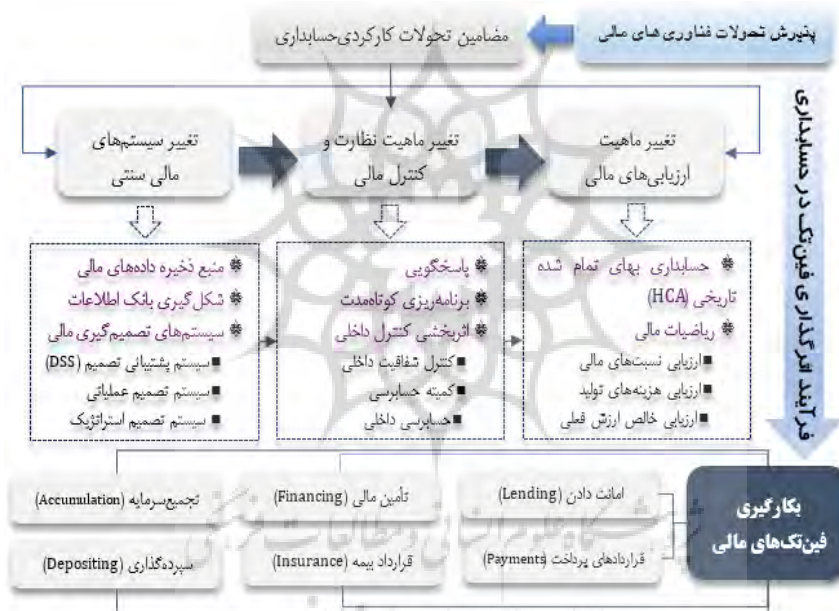 پذیرش تحولات فناوری های مالی
مضامین تحولات کارکردی حسابداری
فرآیند اثرگذاری فین‌تک در حسابداری
تغییر ماهیت
ارزیابی‌های مالی
تغییر ماهیت نظارت و
کنترل مالی
تغییر سیستم‌های
مالی سنتی
حسابداری بهای تمام شده
تاریخی (HCA)
ریاضیات مالی
ارزیابی نسبت‌های مالی
ارزیابی هزینه‌های تولید
ارزیابی خالص ارزش فعلی
پاسخگویی
برنامه‌ریزی کوتاه‌مدت
اثربخشی کنترل داخلی
کنترل شفافیت داخلی
کمیته حسابرسی
حسابرسی داخلی
منبع ذخیره داده‌های مالی
شکل‌گیری بانک اطلاعات
سیستم‌های تصمیم‌گیری مالی
سیستم پشتیبانی تصمیم (DSS)
سیستم تصمیم عملیاتی
سیستم تصمیم استراتژیک
بکارگیری
فین‌تک‌های مالی
امانت دادن (Lending)
تأمین مالی (Financing)
تجمیع‌سرمایه (Accumulation)
قراردادهای پرداخت (Payments)
قرارداد بیمه (Insurance)
سپرده‌گذاری (Depositing)
پژوهشگاه علوم انسانی و مطالعات فرهنگی